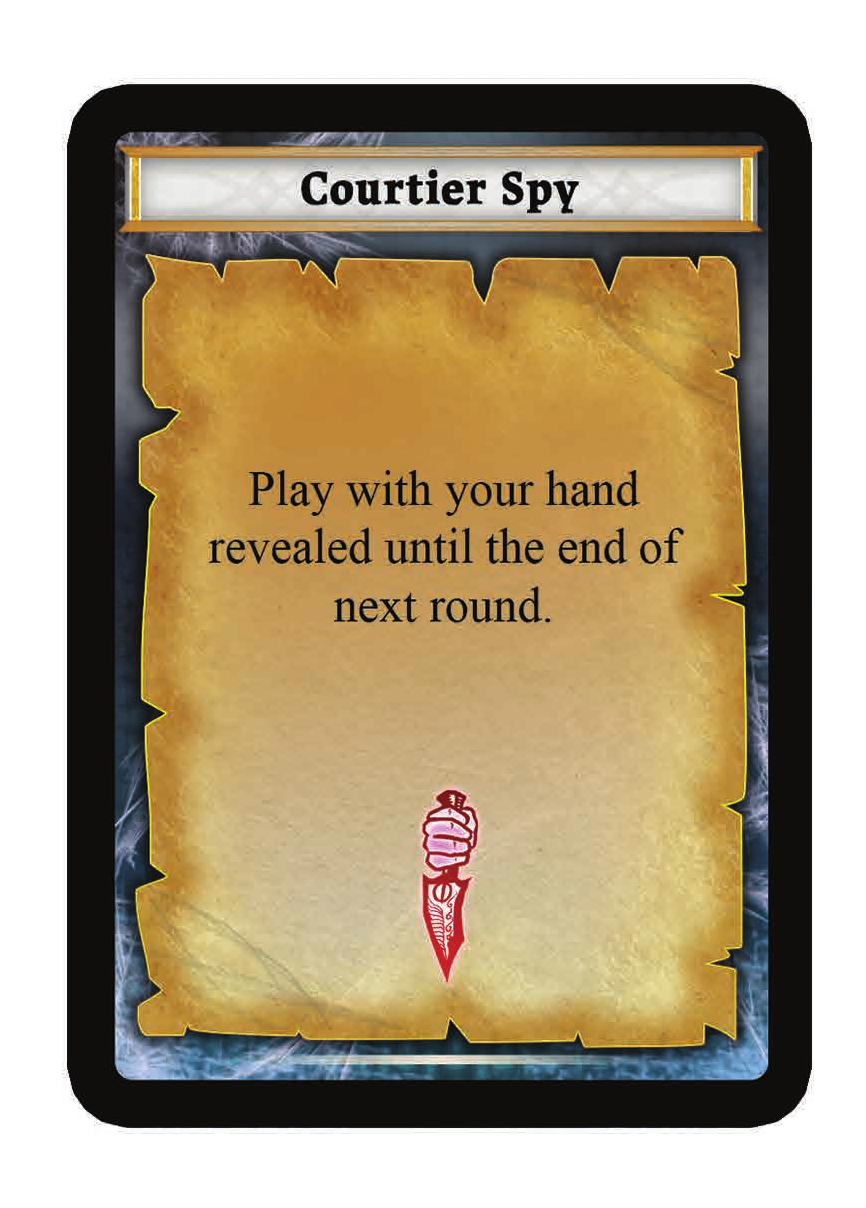 Courtier Spy
Play with your hand
revealed until the end of
next round.